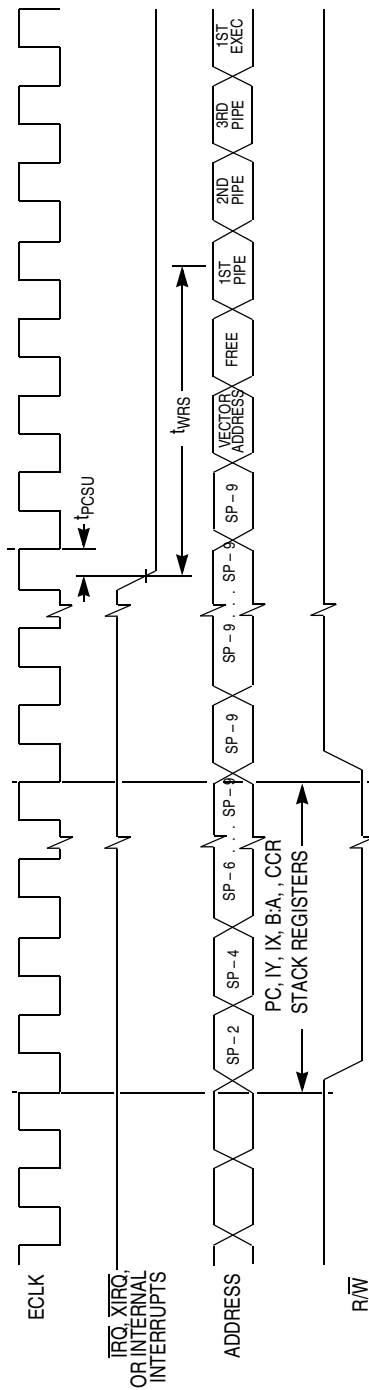 ECLK
tPCSU
IRQ, XIRQ,
OR INTERNAL
INTERRUPTS
tWRS
ADDRESS
SP – 2
SP – 4
SP – 6 . . . SP – 9
SP – 9
SP – 9 . . . SP – 9
SP – 9
VECTOR
ADDRESS
FREE
1ST
PIPE
2ND
PIPE
3RD
PIPE
1ST
EXEC
PC, IY, IX, B:A, , CCR
STACK REGISTERS
R/W